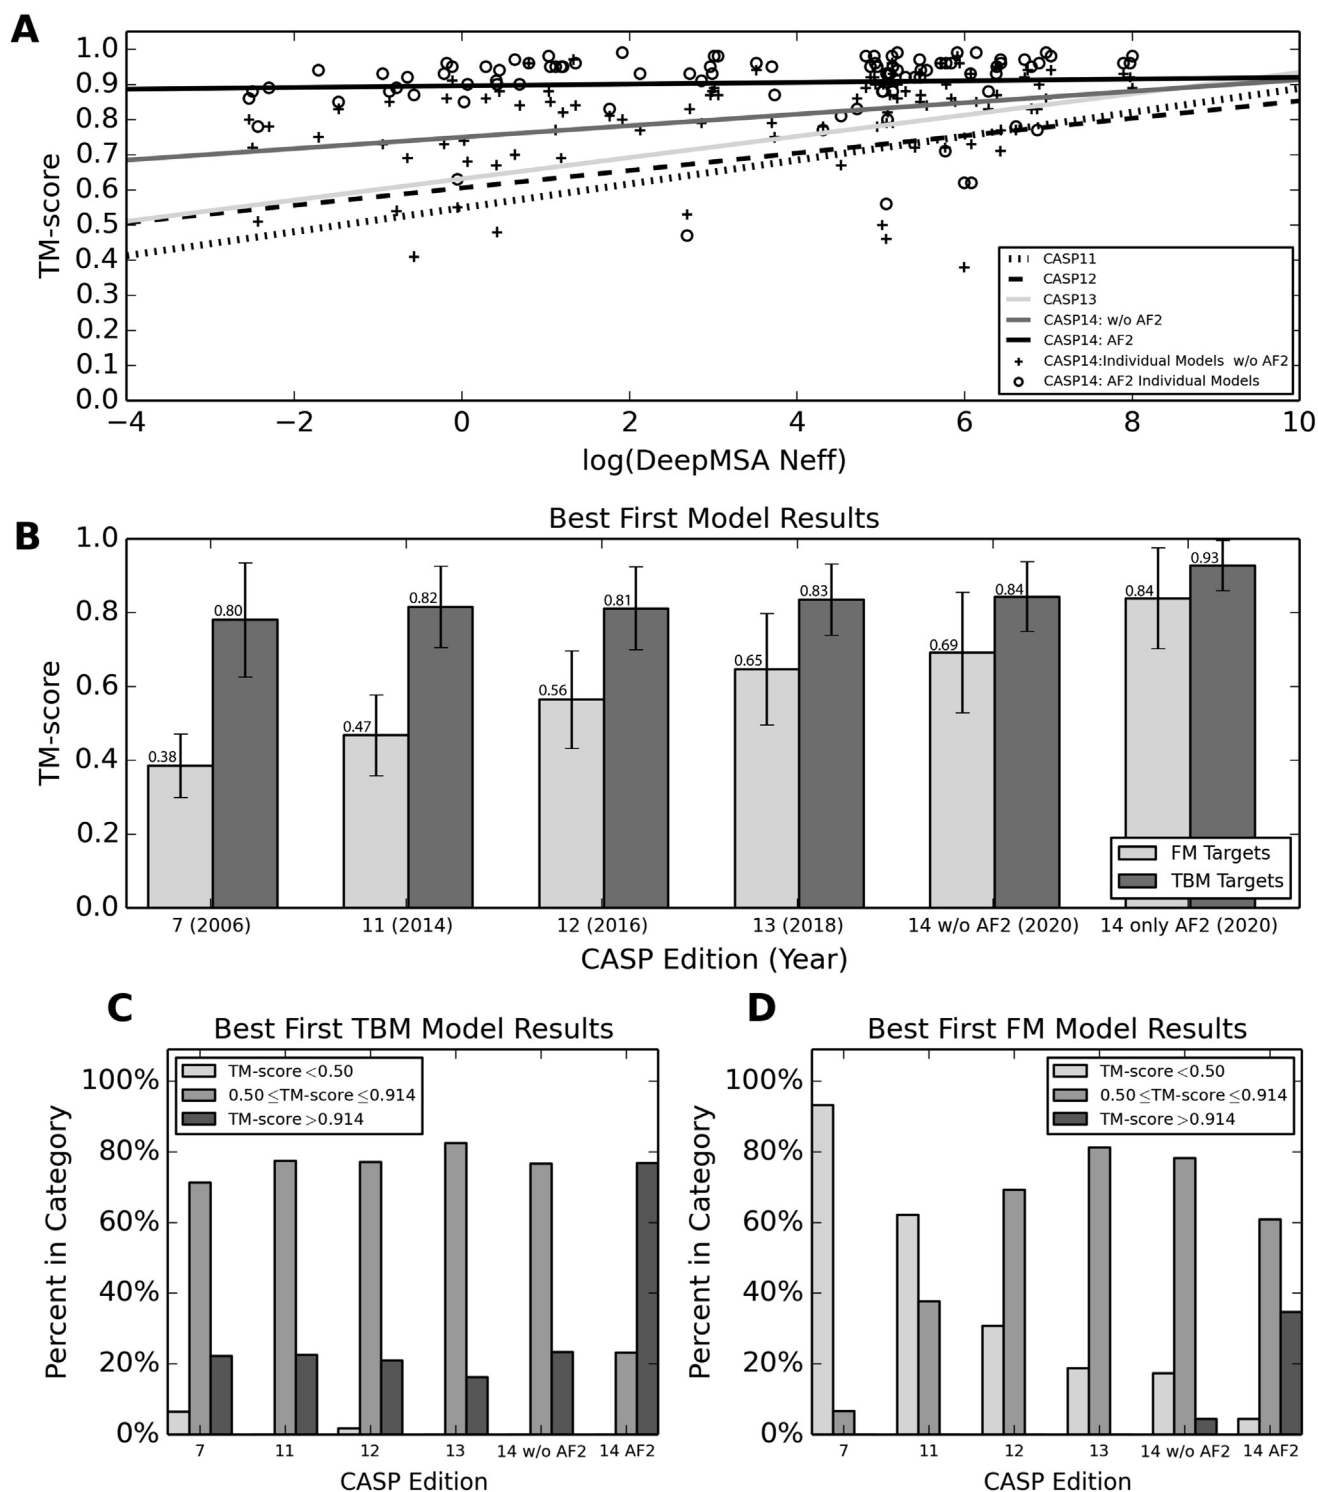 A
1.0
0.9
0.8
0.7
0.6
0.5
0.4
0.3
0.2
0.1
0.0
TM-score
−4 −2 0 2 4 6 8 10
log(DeepMSA Neff)
CASP11
CASP12
CASP13
CASP14: w/o AF2
CASP14: AF2
CASP14:Individual Models w/o AF2
CASP14: AF2 Individual Models
B
Best First Model Results
1.0
0.8
0.6
0.4
0.2
0.0
TM-score
0.38 0.80 0.47 0.82 0.56 0.81 0.65 0.83 0.69 0.84 0.84 0.93
FM Targets
TBM Targets
7 (2006) 11 (2014) 12 (2016) 13 (2018) 14 w/o AF2 (2020) 14 only AF2 (2020)
CASP Edition (Year)
C
Best First TBM Model Results
TM-score<0.50
0.50≤TM-score≤0.914
TM-score>0.914
100%
80%
60%
40%
20%
0%
Percent in Category
7 11 12 13 14 w/o AF2 14 AF2
CASP Edition
D
Best First FM Model Results
TM-score<0.50
0.50≤TM-score≤0.914
TM-score>0.914
100%
80%
60%
40%
20%
0%
Percent in Category
7 11 12 13 14 w/o AF2 14 AF2
CASP Edition